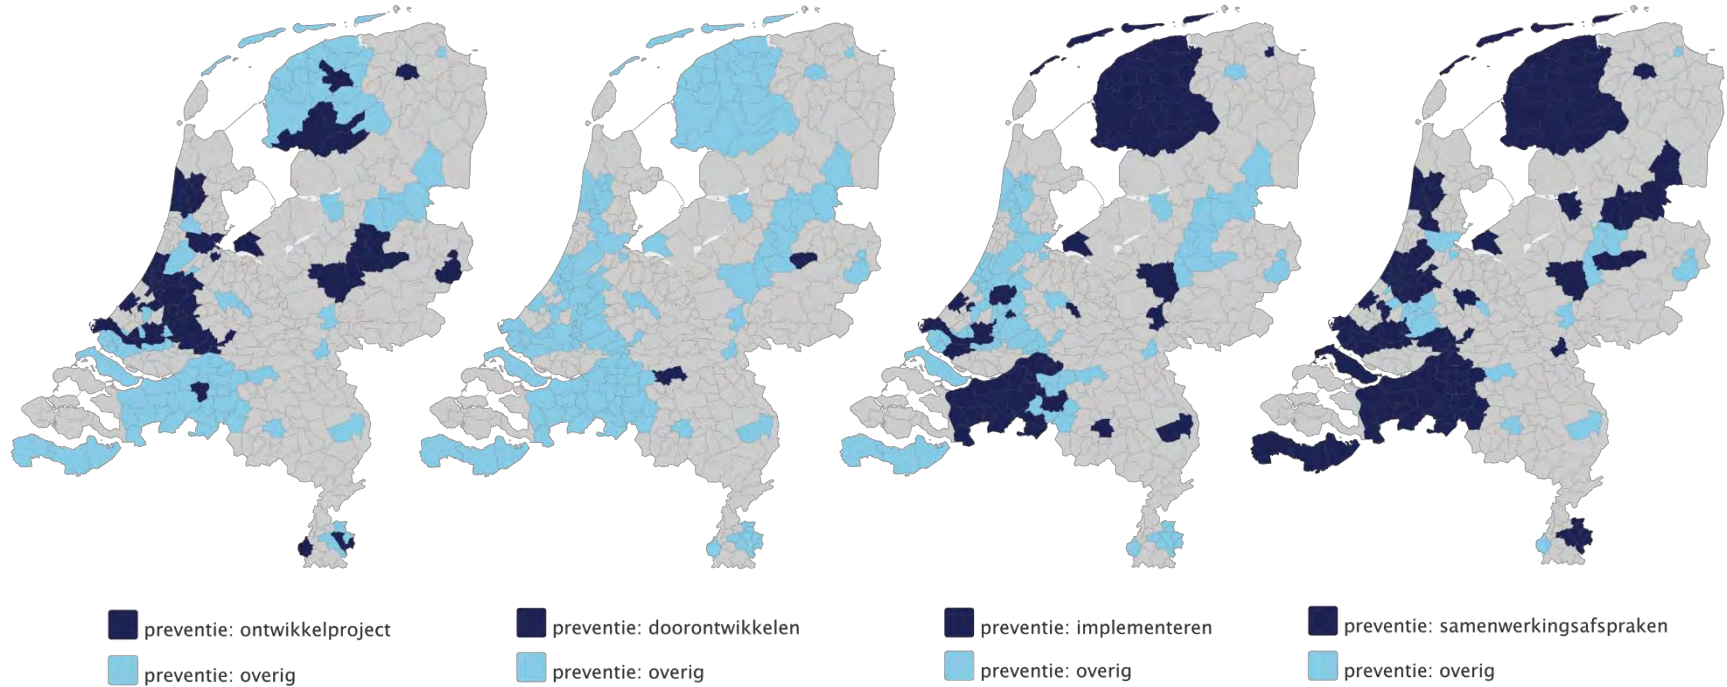 preventie: ontwikkelproject
preventie: overig
preventie: doorontwikkelen
preventie: overig
preventie: implementeren
preventie: overig
preventie: samenwerkingsafspraken
preventie: overig